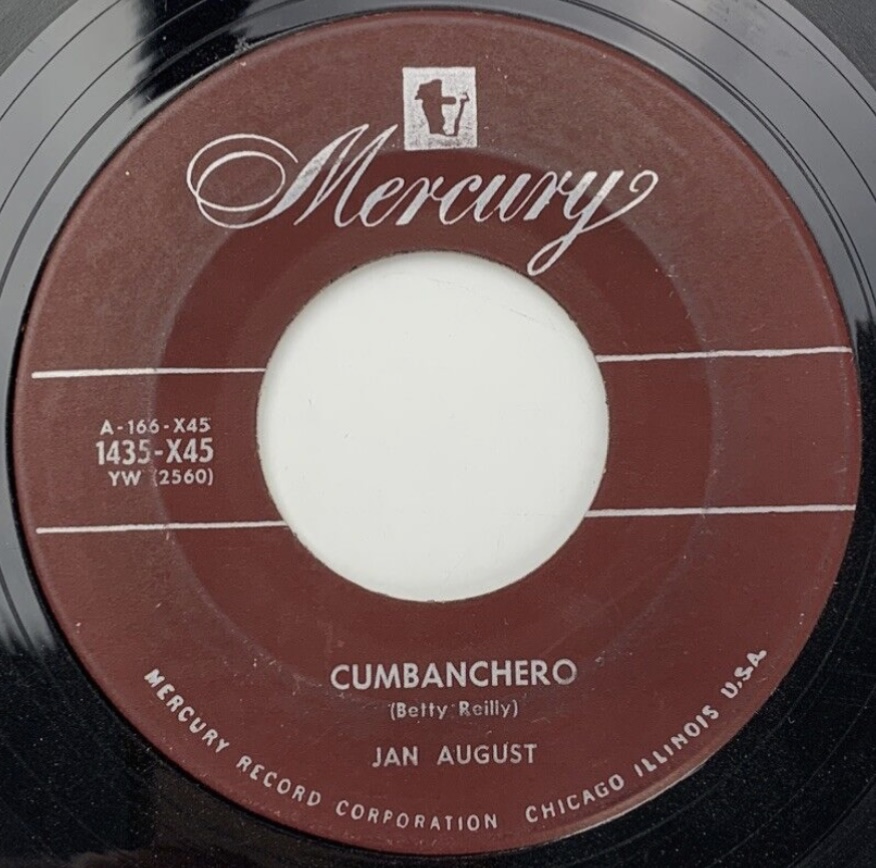 Mercury
A-166-X45
1435-X45
YW (2560)
CUMBANCHERO
(Betty Reilly)
JAN AUGUST
MERCURY RECORD CORPORATION CHICAGO ILLINOIS U.S.A.